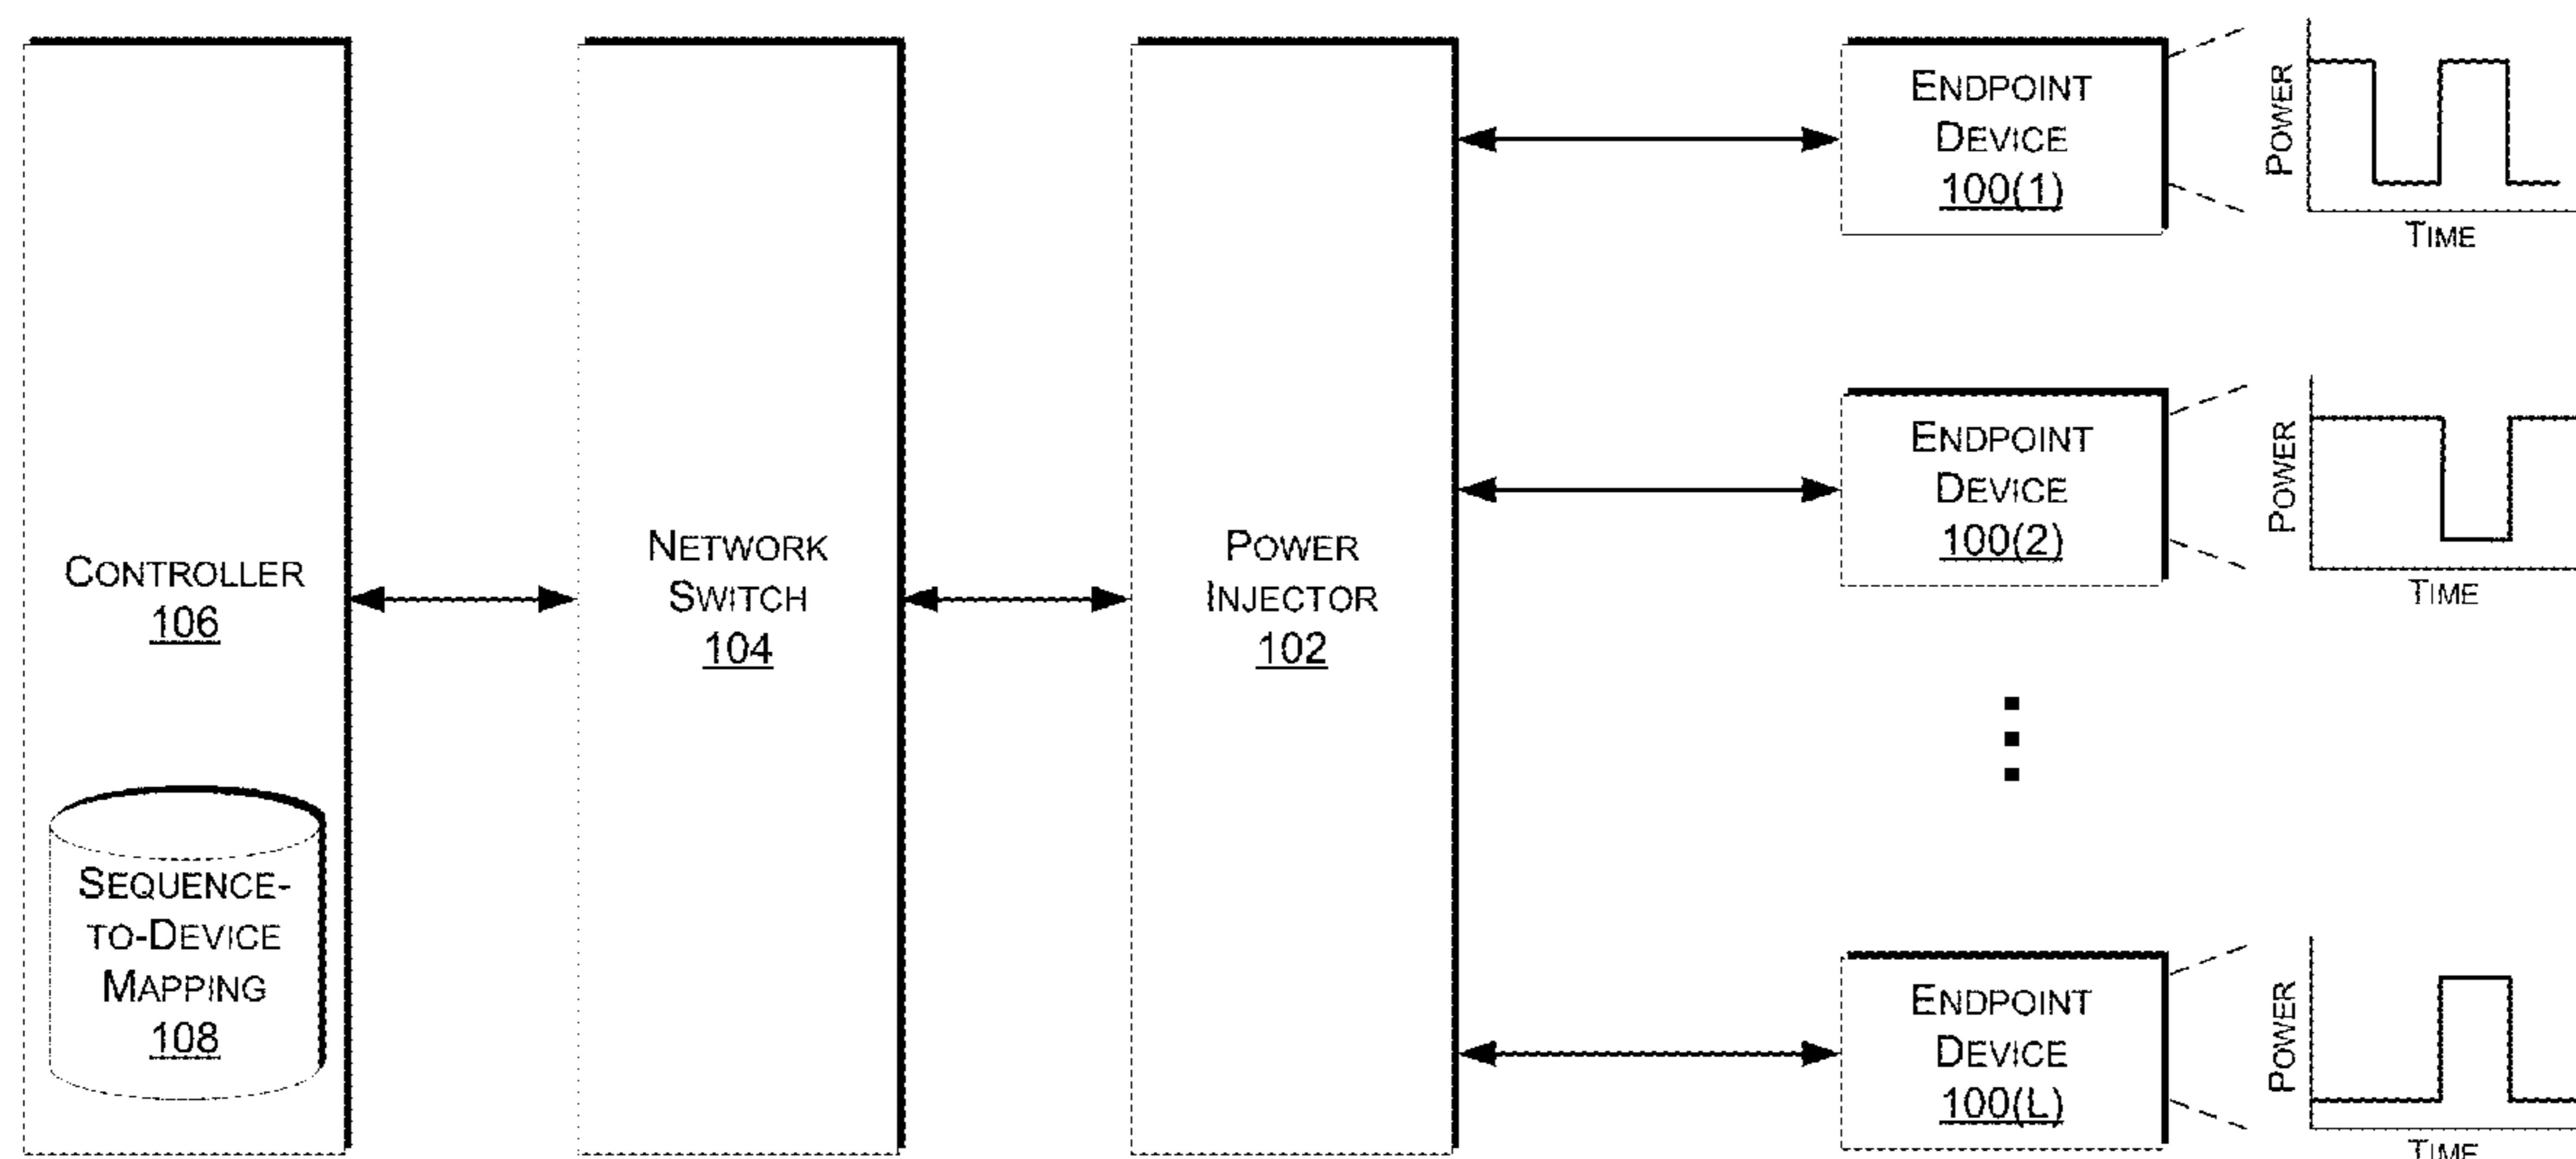 CONTROLLER
106
SEQUENCE-
TO-DEVICE
MAPPING
108
NETWORK
SWITCH
104
POWER
INJECTOR
102
ENDPOINT
DEVICE
100(1)
POWER
TIME
ENDPOINT
DEVICE
100(2)
POWER
TIME
ENDPOINT
DEVICE
100(L)
POWER
TIME